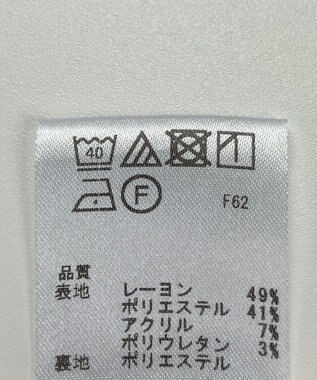 40
F F62
品質
表地 レーヨン 49%
ポリエステル 41%
アクリル 7%
ポリウレタン 3%
裏地 ポリエステル